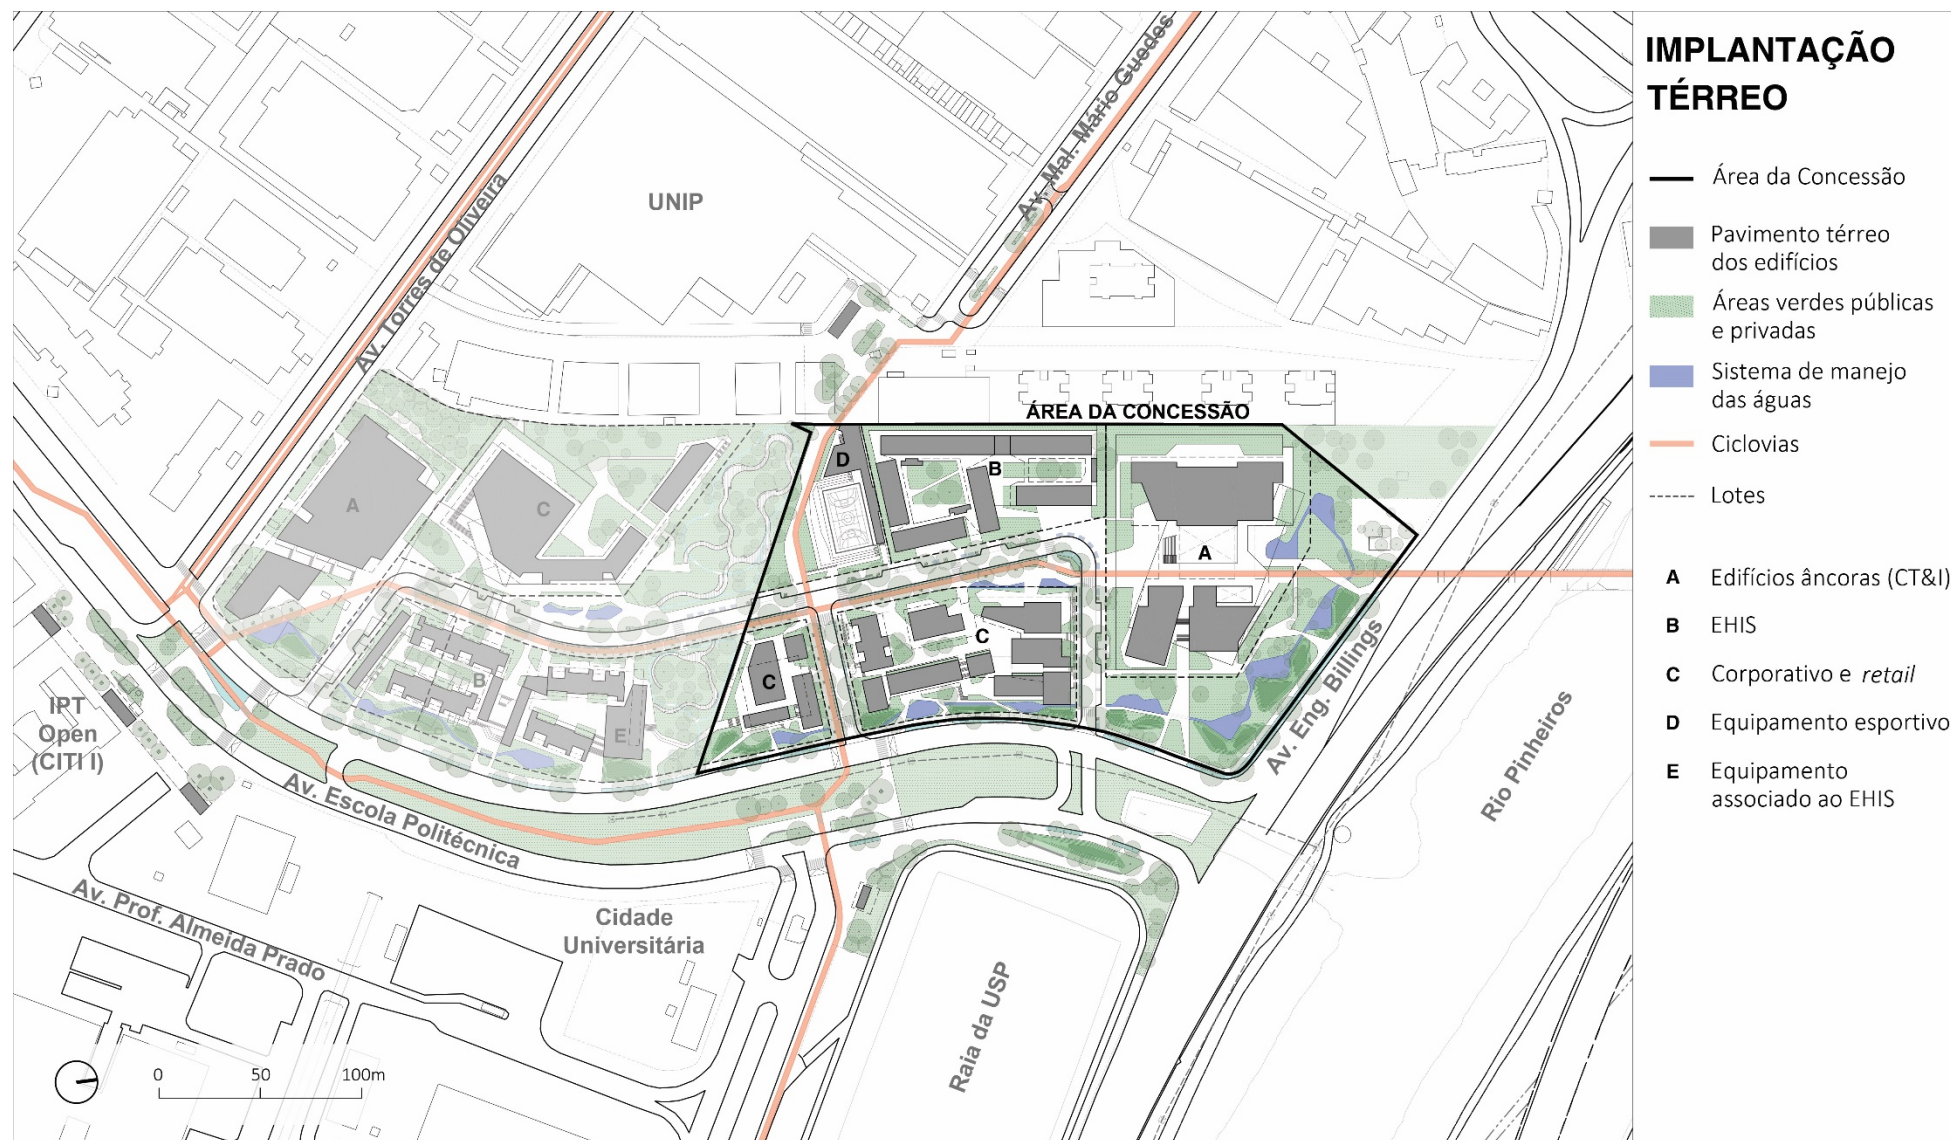 IMPLANTAÇÃO
TÉRREO
Área da Concessão
Pavimento térreo
dos edifícios
Áreas verdes públicas
e privadas
Sistema de manejo
das águas
Ciclovias
Lotes
A Edifícios âncoras (CT&I)
B EHIS
C Corporativo e retail
D Equipamento esportivo
E Equipamento
associado ao EHIS
Av. Mal. Mário Guedes
UNIP
Av. Torres de Oliveira
ÁREA DA CONCESSÃO
D
B
A
C
A
C
C
B
E
E
IPT
Open
(CITI I)
Av. Escola Politécnica
Av. Eng. Billings
Rio Pinheiros
Av. Prof. Almeida Prado
Cidade
Universitária
Raia da USP
0 50 100m